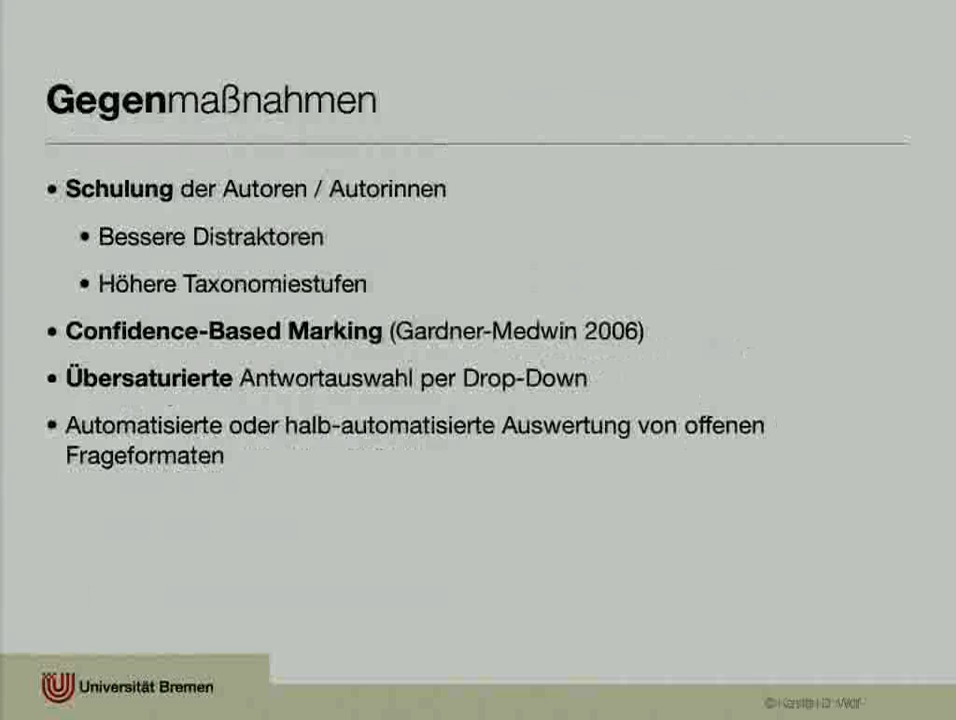 Gegenmaßnahmen
• Schulung der Autoren / Autorinnen
• Bessere Distraktoren
• Höhere Taxonomiestufen
• Confidence-Based Marking (Gardner-Medwin 2006)
• Übersaturierte Antwortauswahl per Drop-Down
• Automatisierte oder halb-automatisierte Auswertung von offenen
Frageformaten
Universität Bremen